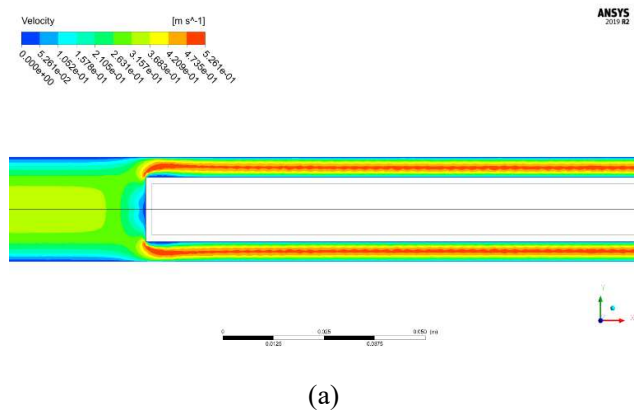 ANSYS
2019 R2
Velocity [m s^-1]
0.000e+00
5.261e-02
1.052e-01
1.578e-01
2.105e-01
2.631e-01
3.157e-01
3.683e-01
4.209e-01
4.735e-01
5.261e-01
Y
X
0 0.025 0.050 (m)
0.0125 0.0375
(a)